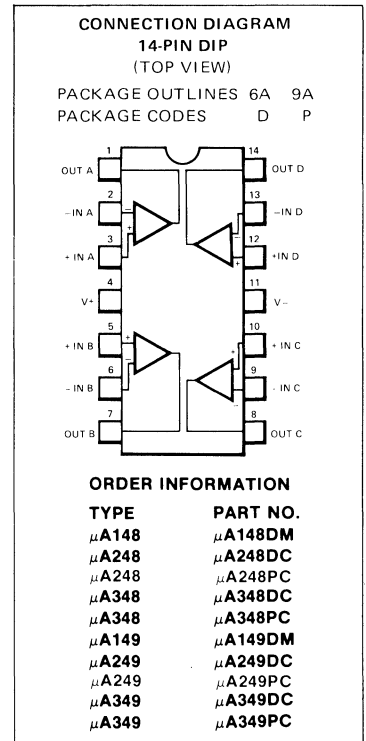 CONNECTION DIAGRAM
14-PIN DIP
(TOP VIEW)
PACKAGE OUTLINES 6A 9A
PACKAGE CODES D P
1 14
OUT A OUT D
2 13
−IN A − − −IN D
3 12
+IN A + + +IN D
4 11
V+ V−
5 10
+IN B + + +IN C
6 9
−IN B − − −IN C
7 8
OUT B OUT C
ORDER INFORMATION
TYPE PART NO.
μA148 μA148DM
μA248 μA248DC
μA248 μA248PC
μA348 μA348DC
μA348 μA348PC
μA149 μA149DM
μA249 μA249DC
μA249 μA249PC
μA349 μA349DC
μA349 μA349PC